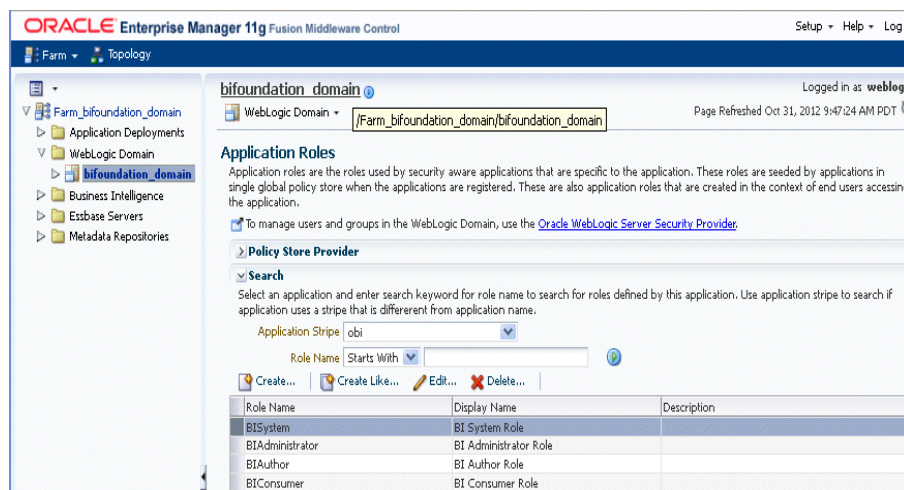 ORACLE Enterprise Manager 11g Fusion Middleware Control
Setup Help Log
Farm Topology
Farm_bifoundation_domain
Application Deployments
WebLogic Domain
bifoundation_domain
Business Intelligence
Essbase Servers
Metadata Repositories
bifoundation_domain
Logged in as weblog
WebLogic Domain
Page Refreshed Oct 31, 2012 9:47:24 AM PDT
/Farm_bifoundation_domain/bifoundation_domain
Application Roles
Application roles are the roles used by security aware applications that are specific to the application. These roles are seeded by applications in
single global policy store when the applications are registered. These are also application roles that are created in the context of end users accessing
the application.
To manage users and groups in the WebLogic Domain, use the Oracle WebLogic Server Security Provider.
Policy Store Provider
Search
Select an application and enter search keyword for role name to search for roles defined by this application. Use application stripe to search if
application uses a stripe that is differerent from application name.
Application Stripe obi
Role Name Starts With
Create... Create Like... Edit... Delete...
Role Name Display Name Description
BISystem BI System Role
BIAdministrator BI Administrator Role
BIAuthor BI Author Role
BIConsumer BI Consumer Role